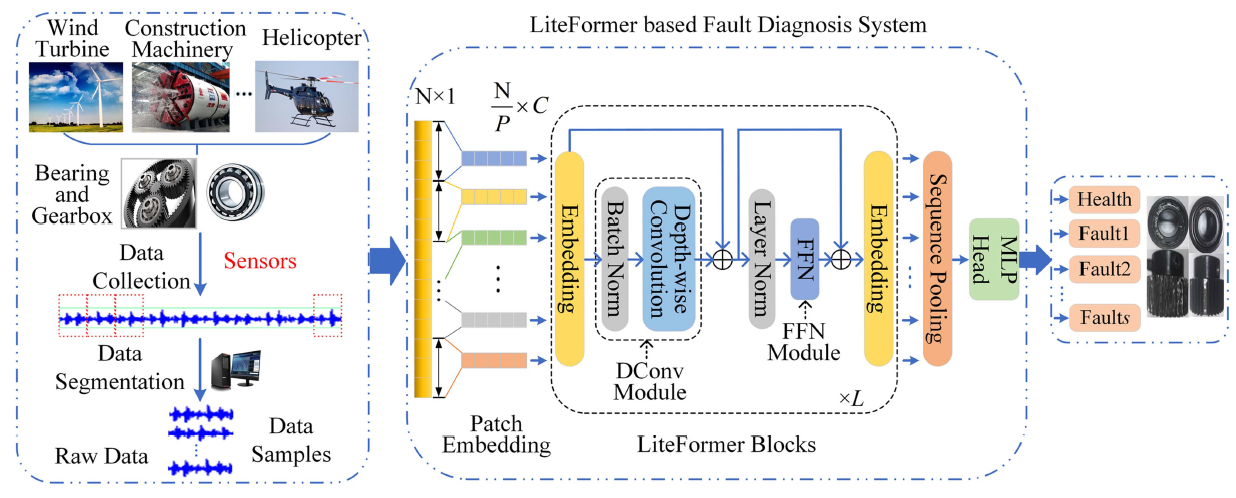 LiteFormer based Fault Diagnosis System
Wind
Turbine
Construction
Machinery
Helicopter
...
Bearing
and
Gearbox
Data
Collection
Sensors
Data
Segmentation
Raw Data
Data
Samples
N×1
N/P × C
Patch
Embedding
Embedding
Batch Norm
Depth-wise
Convolution
DConv
Module
Layer Norm
FFN
FFN
Module
Embedding
×L
LiteFormer Blocks
Sequence Pooling
MLP
Head
Health
Fault1
Fault2
Faults